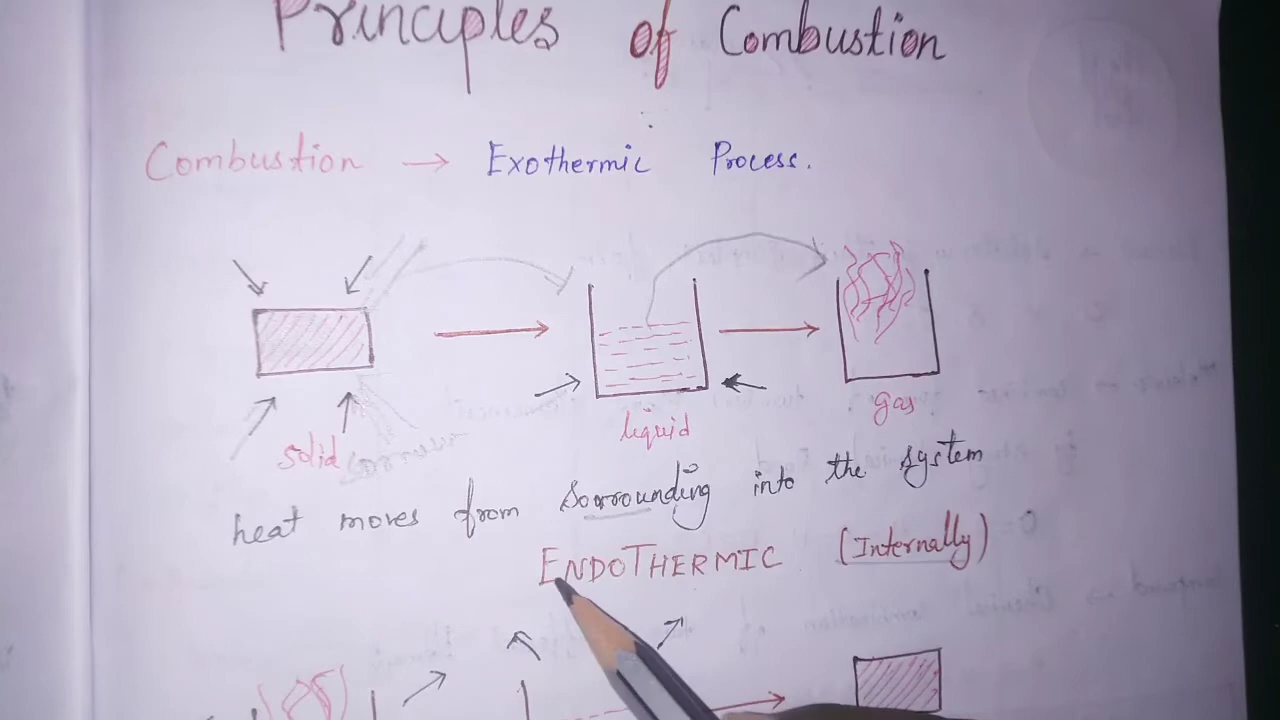 Principles of Combustion
Combustion → Exothermic Process.
solid
liquid
gas
heat moves from Sorrounding into the system
ENDOTHERMIC (Internally)